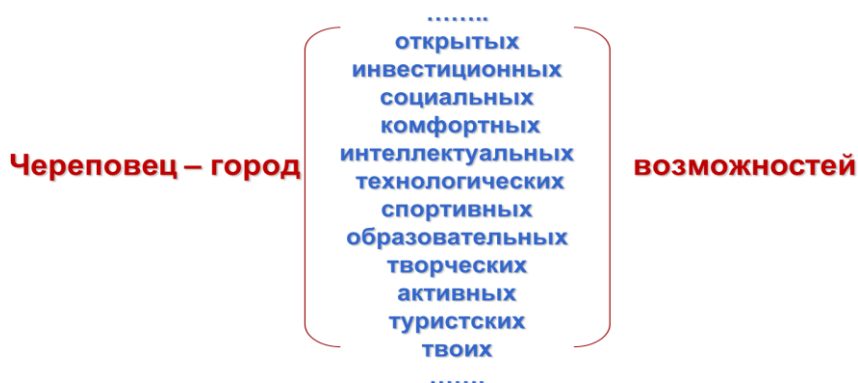 ……..
открытых
инвестиционных
социальных
комфортных
Череповец – город интеллектуальных возможностей
технологических
спортивных
образовательных
творческих
активных
туристских
твоих
…….